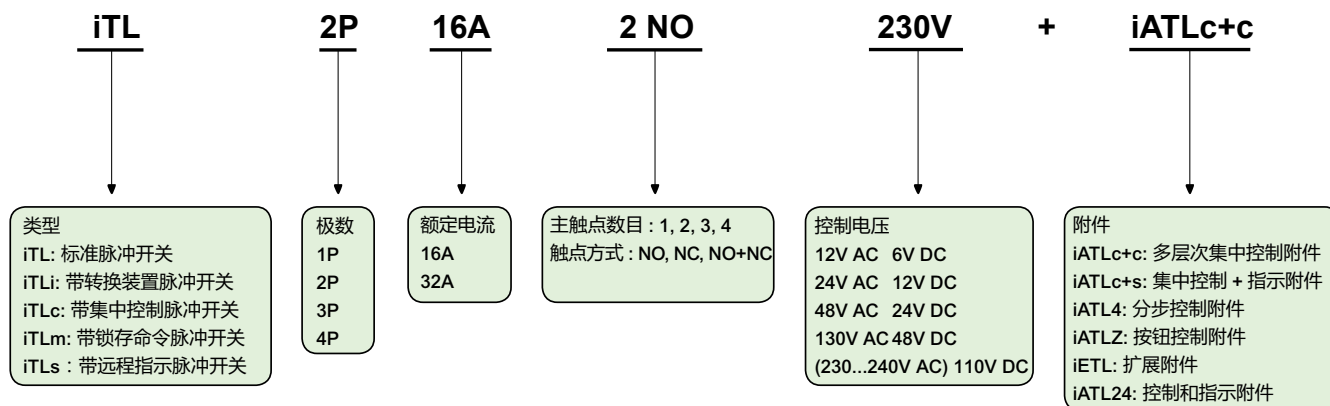 iTL 2P 16A 2 NO 230V + iATLc+c
类型
iTL: 标准脉冲开关
iTLi: 带转换装置脉冲开关
iTLc: 带集中控制脉冲开关
iTLm: 带锁存命令脉冲开关
iTLs : 带远程指示脉冲开关
极数
1P
2P
3P
4P
额定电流
16A
32A
主触点数目 : 1, 2, 3, 4
触点方式 : NO, NC, NO+NC
控制电压
12V AC 6V DC
24V AC 12V DC
48V AC 24V DC
130V AC 48V DC
(230...240V AC) 110V DC
附件
iATLc+c: 多层次集中控制附件
iATLc+s: 集中控制 + 指示附件
iATL4: 分步控制附件
iATLZ: 按钮控制附件
iETL: 扩展附件
iATL24: 控制和指示附件